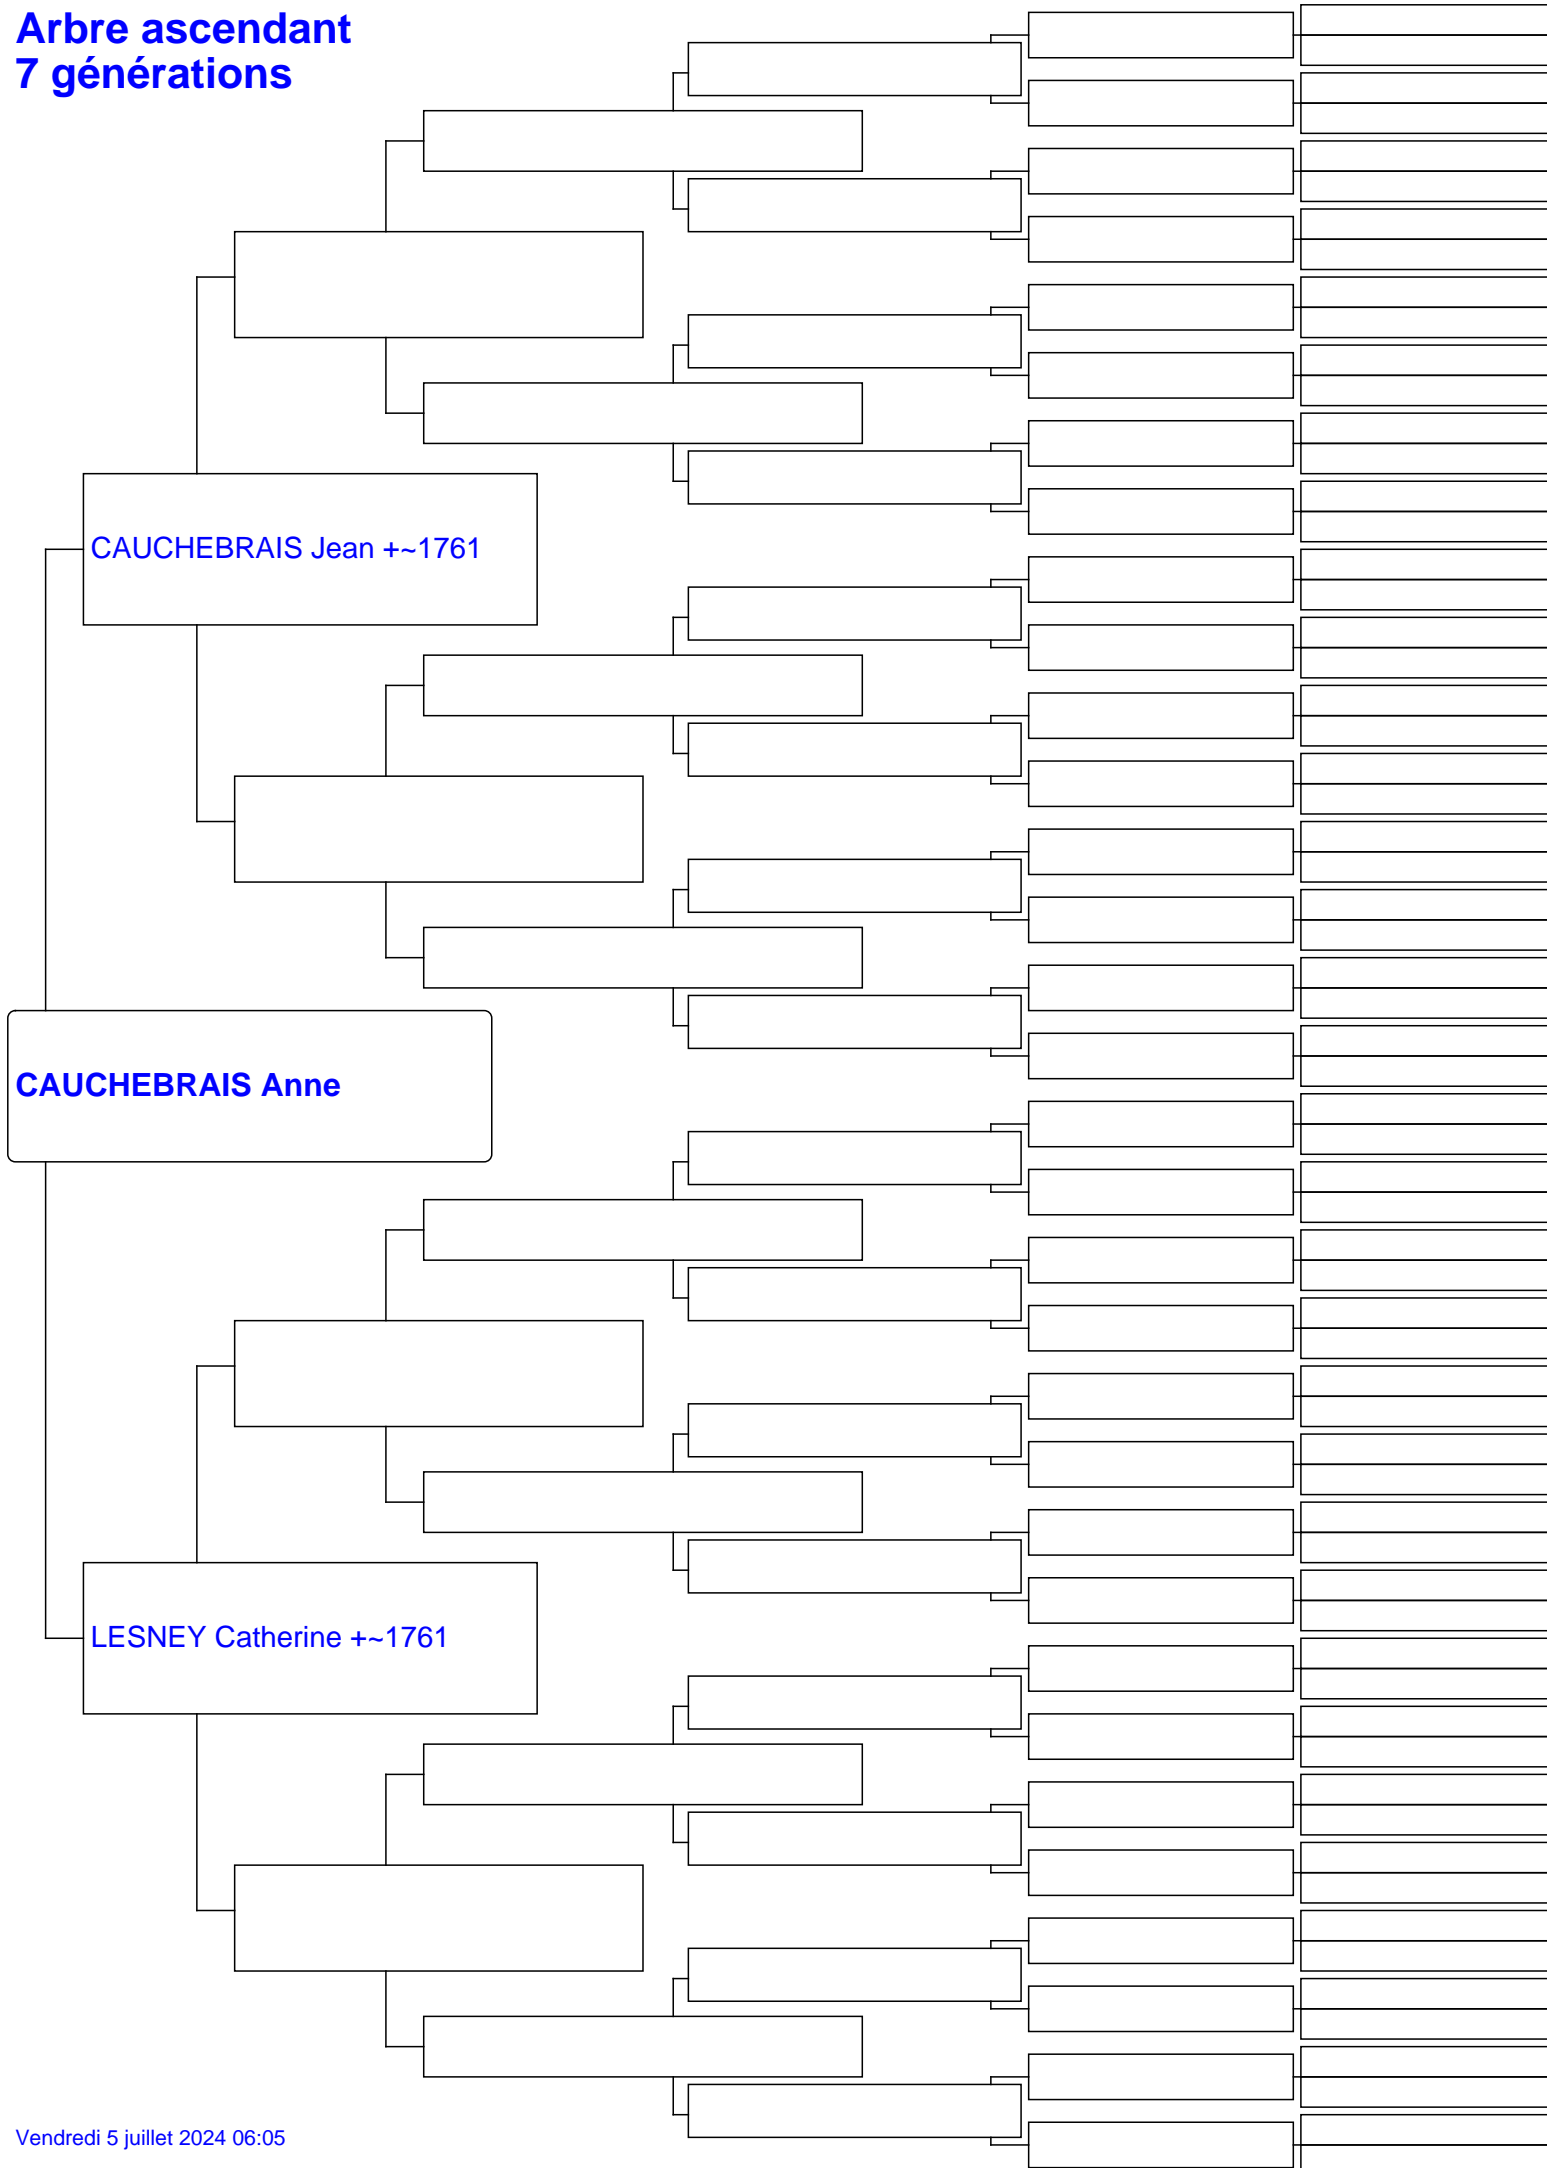 Arbre ascendant
7 générations
CAUCHEBRAIS Jean +~1761
CAUCHEBRAIS Anne
LESNEY Catherine +~1761
Vendredi 5 juillet 2024 06:05